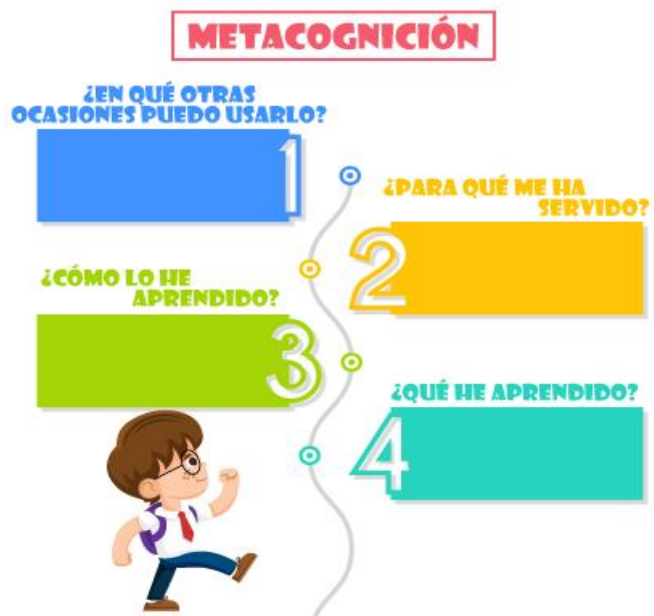 METACOGNICIÓN
¿EN QUÉ OTRAS
OCASIONES PUEDO USARLO?
1
¿PARA QUÉ ME HA
SERVIDO?
2
¿CÓMO LO HE
APRENDIDO?
3
¿QUÉ HE APRENDIDO?
4